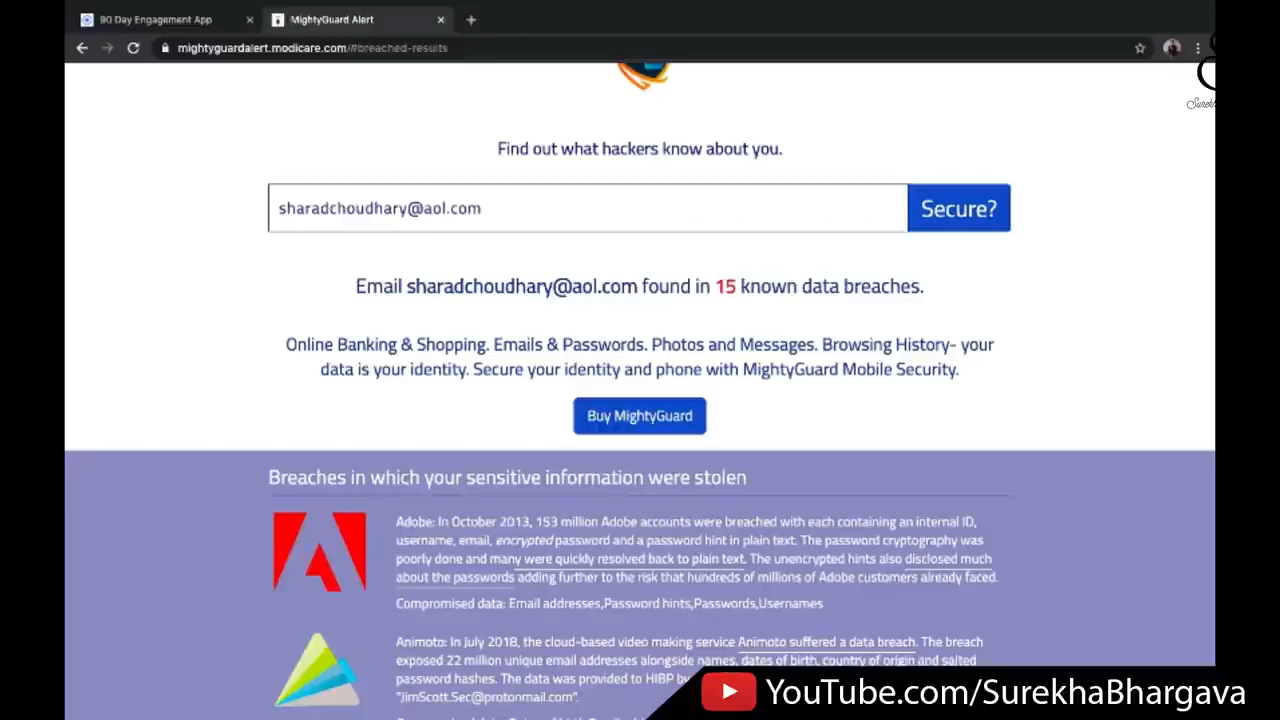 90 Day Engagement App
MightyGuard Alert
mightyguardalert.modicare.com/#breached-results
Find out what hackers know about you.
sharadchoudhary@aol.com
Secure?
Email sharadchoudhary@aol.com found in 15 known data breaches.
Online Banking & Shopping. Emails & Passwords. Photos and Messages. Browsing History- your
data is your identity. Secure your identity and phone with MightyGuard Mobile Security.
Buy MightyGuard
Breaches in which your sensitive information were stolen
Adobe: In October 2013, 153 million Adobe accounts were breached with each containing an internal ID,
username, email, encrypted password and a password hint in plain text. The password cryptography was
poorly done and many were quickly resolved back to plain text. The unencrypted hints also disclosed much
about the passwords adding further to the risk that hundreds of millions of Adobe customers already faced.
Compromised data: Email addresses,Password hints,Passwords,Usernames
Animoto: In July 2018, the cloud-based video making service Animoto suffered a data breach. The breach
exposed 22 million unique email addresses alongside names, dates of birth, country of origin and salted
password hashes. The data was provided to HIBP
"JimScott.Sec@protonmail.com".
YouTube.com/SurekhaBhargava